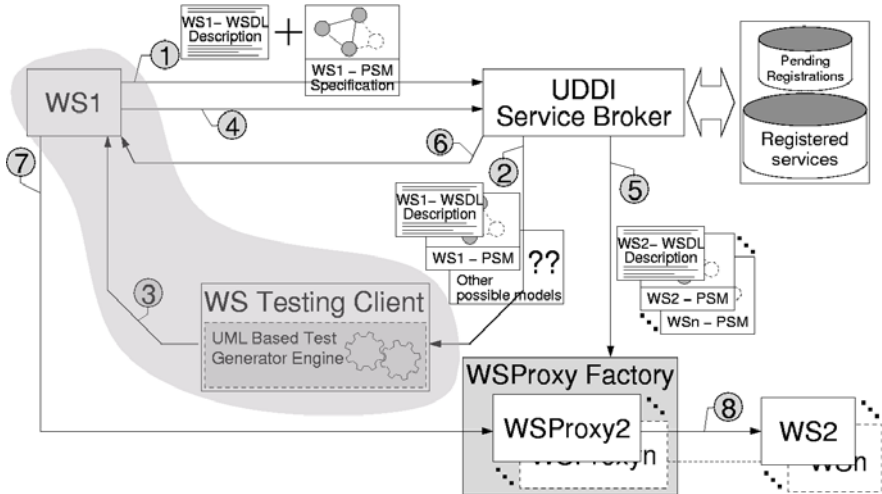 1
WS1– WSDL
Description
WS1 – PSM
Specification
Pending
Registrations
WS1
UDDI
Service Broker
4
6
Registered
services
7
2
5
WS1– WSDL
Description
WS1 – PSM
??
Other
possible models
WS2– WSDL
Description
WS2 – PSM
WSn – PSM
3
WS Testing Client
UML Based Test
Generator Engine
WSProxy Factory
8
WSProxy2
WSProxyn
WS2
WSn